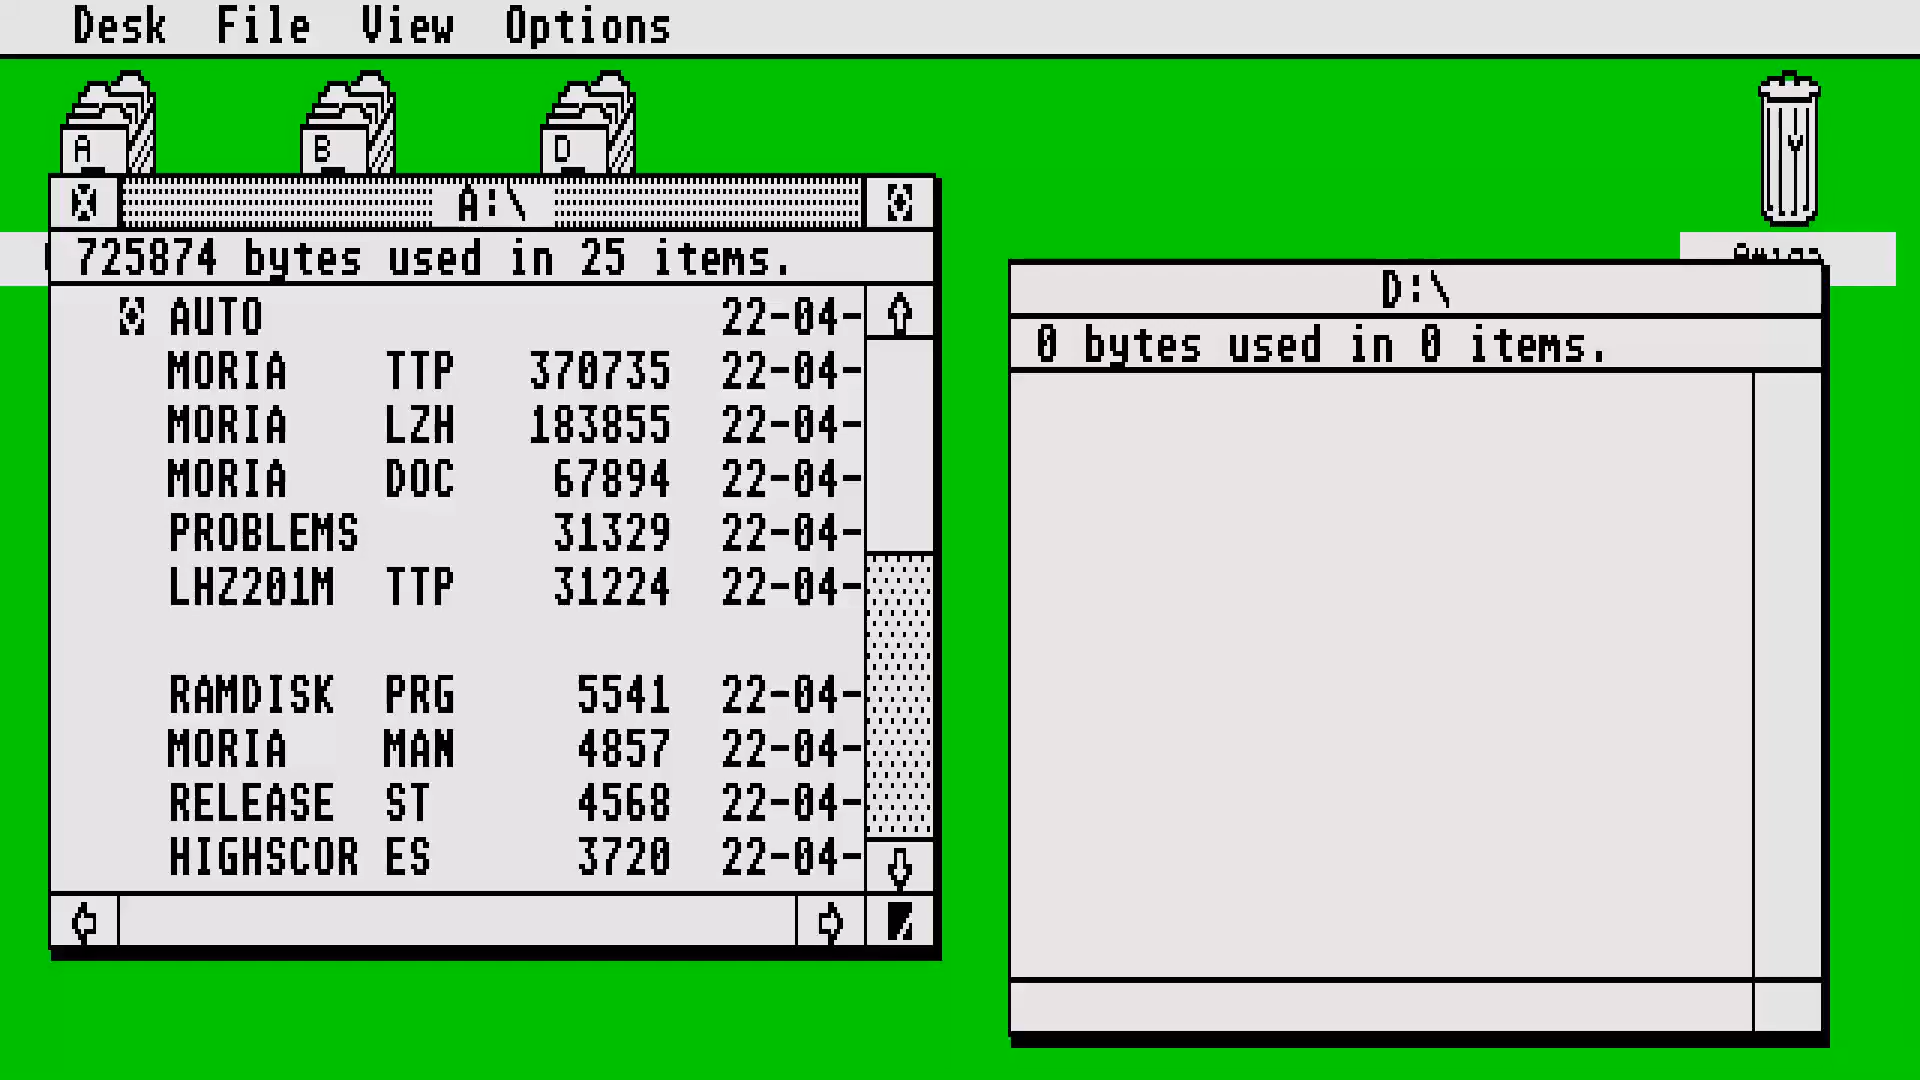 Desk File View Options
A B D
A:\
725874 bytes used in 25 items.
AUTO 22-04-
MORIA TTP 370735 22-04-
MORIA LZH 183855 22-04-
MORIA DOC 67894 22-04-
PROBLEMS 31329 22-04-
LHZ201M TTP 31224 22-04-
RAMDISK PRG 5541 22-04-
MORIA MAN 4857 22-04-
RELEASE ST 4568 22-04-
HIGHSCOR ES 3720 22-04-
Amiga
D:\
0 bytes used in 0 items.